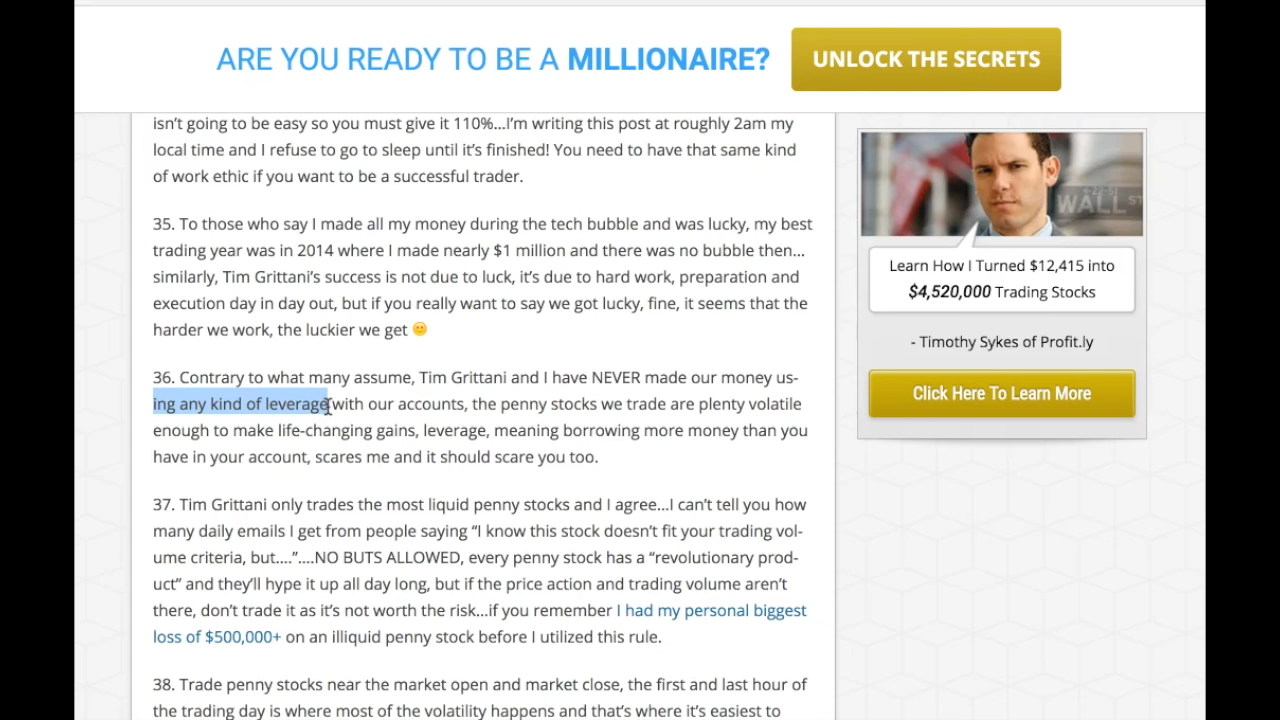 ARE YOU READY TO BE A MILLIONAIRE?
UNLOCK THE SECRETS
isn't going to be easy so you must give it 110%...I'm writing this post at roughly 2am my
local time and I refuse to go to sleep until it's finished! You need to have that same kind
of work ethic if you want to be a successful trader.
35. To those who say I made all my money during the tech bubble and was lucky, my best
trading year was in 2014 where I made nearly $1 million and there was no bubble then...
similarly, Tim Grittani's success is not due to luck, it's due to hard work, preparation and
execution day in day out, but if you really want to say we got lucky, fine, it seems that the
harder we work, the luckier we get 🙂
36. Contrary to what many assume, Tim Grittani and I have NEVER made our money us-
ing any kind of leverage with our accounts, the penny stocks we trade are plenty volatile
enough to make life-changing gains, leverage, meaning borrowing more money than you
have in your account, scares me and it should scare you too.
37. Tim Grittani only trades the most liquid penny stocks and I agree...I can't tell you how
many daily emails I get from people saying "I know this stock doesn't fit your trading vol-
ume criteria, but...."....NO BUTS ALLOWED, every penny stock has a "revolutionary prod-
uct" and they'll hype it up all day long, but if the price action and trading volume aren't
there, don't trade it as it's not worth the risk...if you remember I had my personal biggest
loss of $500,000+ on an illiquid penny stock before I utilized this rule.
38. Trade penny stocks near the market open and market close, the first and last hour of
the trading day is where most of the volatility happens and that's where it's easiest to
WALL ST
Learn How I Turned $12,415 into
$4,520,000 Trading Stocks
- Timothy Sykes of Profit.ly
Click Here To Learn More